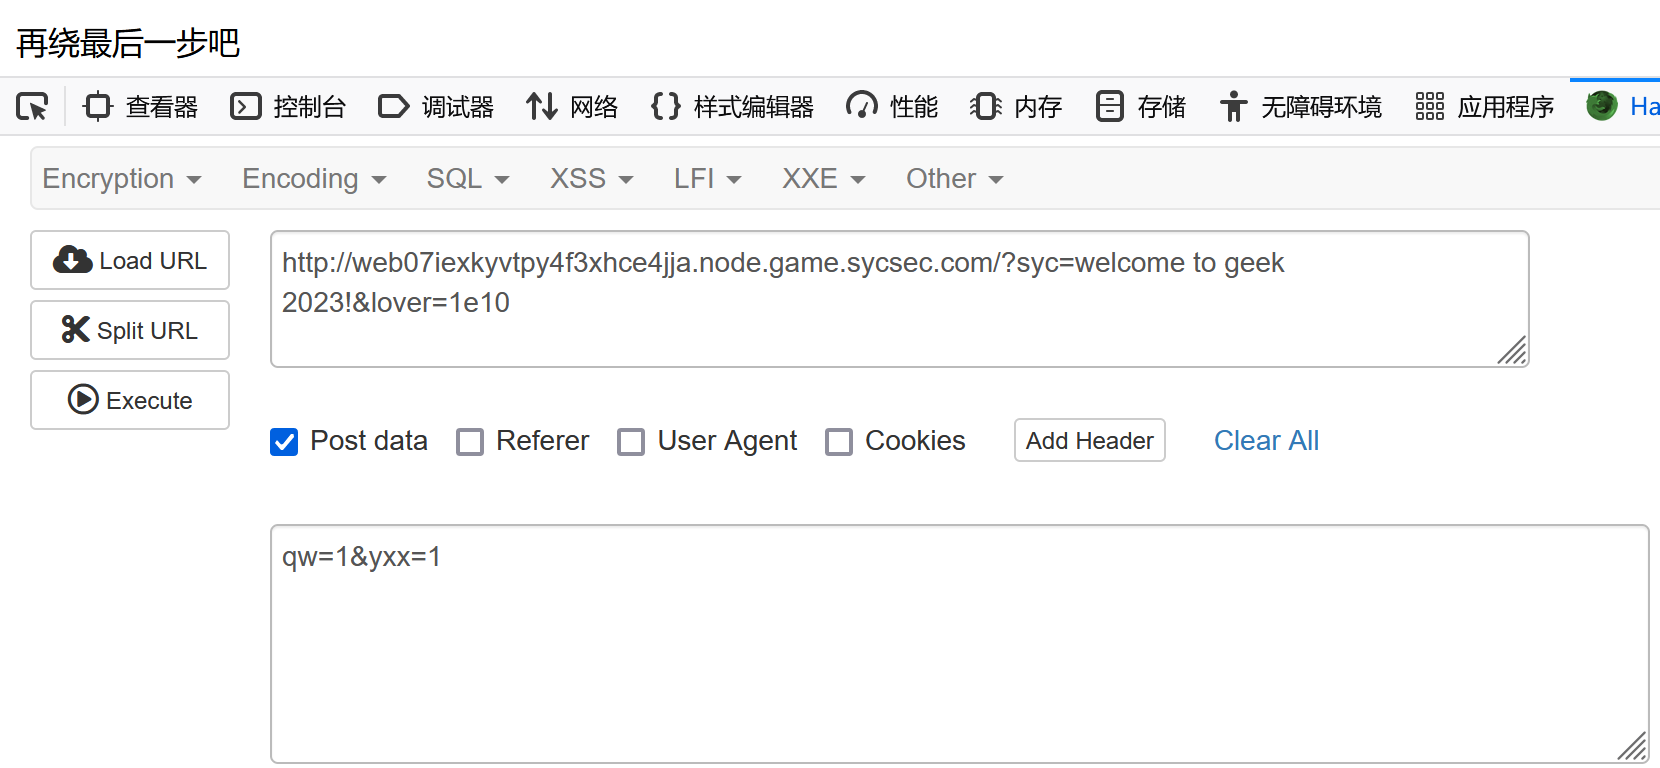 再绕最后一步吧
查看器 控制台 调试器 网络 样式编辑器 性能 内存 存储 无障碍环境 应用程序 Ha
Encryption Encoding SQL XSS LFI XXE Other
Load URL
Split URL
Execute
http://web07iexkyvtpy4f3xhce4jja.node.game.sycsec.com/?syc=welcome to geek
2023!&lover=1e10
Post data Referer User Agent Cookies Add Header Clear All
qw=1&yxx=1